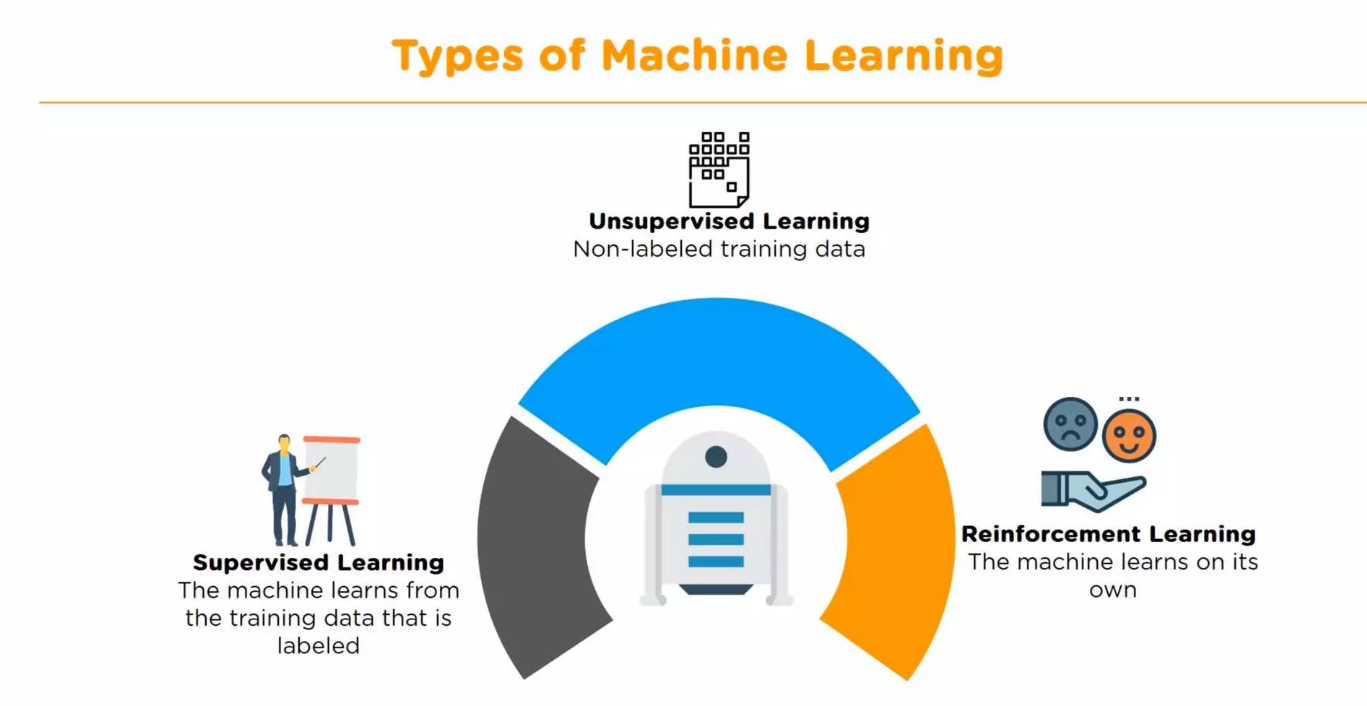 Types of Machine Learning
Unsupervised Learning
Non-labeled training data
Supervised Learning
The machine learns from
the training data that is
labeled
Reinforcement Learning
The machine learns on its
own